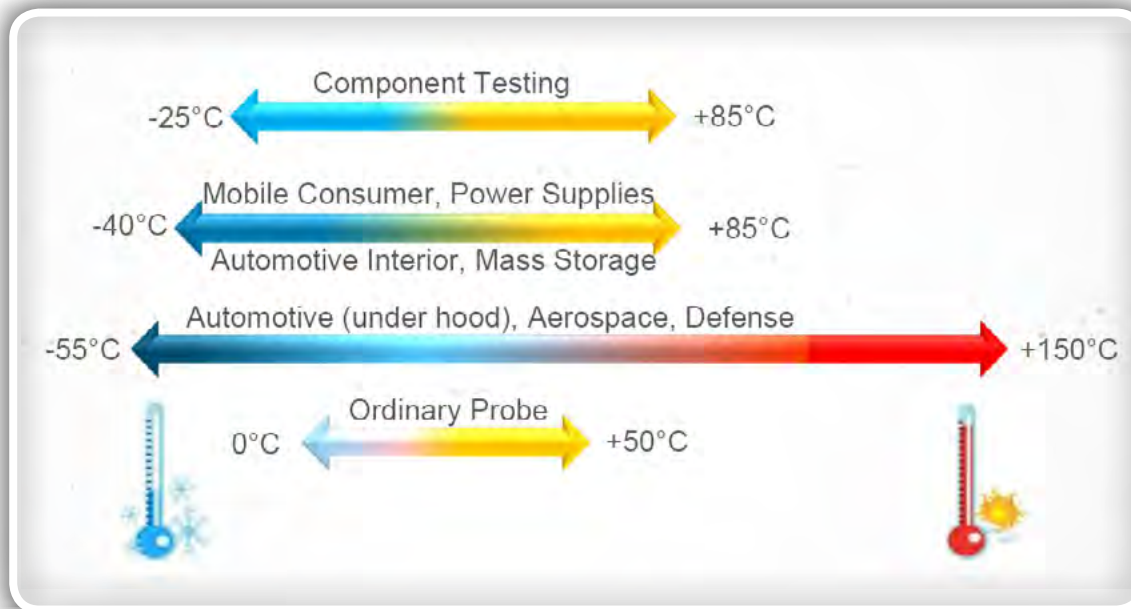 Component Testing
-25°C
+85°C
Mobile Consumer, Power Supplies
-40°C
+85°C
Automotive Interior, Mass Storage
Automotive (under hood), Aerospace, Defense
-55°C
+150°C
Ordinary Probe
0°C
+50°C